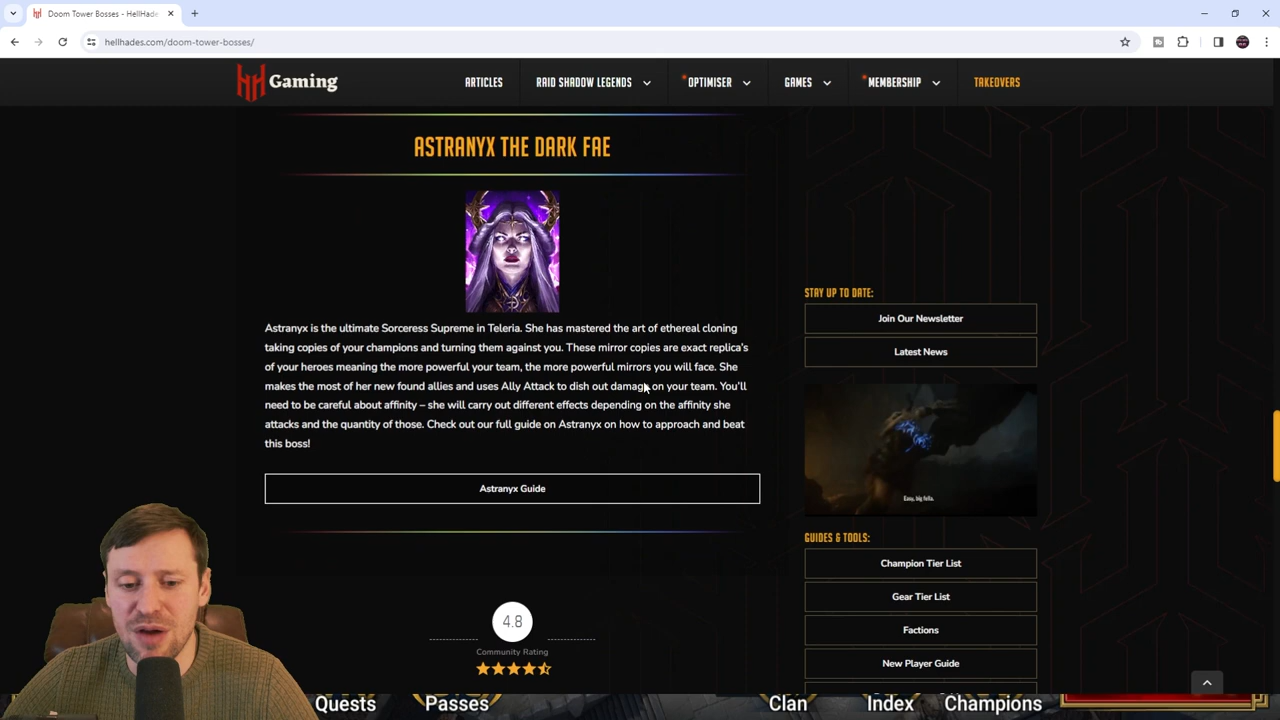 Doom Tower Bosses - HellHade
hellhades.com/doom-tower-bosses/
Gaming
ARTICLES
RAID SHADOW LEGENDS
OPTIMISER
GAMES
MEMBERSHIP
TAKEOVERS
ASTRANYX THE DARK FAE
Astranyx is the ultimate Sorceress Supreme in Teleria. She has mastered the art of ethereal cloning
taking copies of your champions and turning them against you. These mirror copies are exact replica's
of your heroes meaning the more powerful your team, the more powerful mirrors you will face. She
makes the most of her new found allies and uses Ally Attack to dish out damage on your team. You'll
need to be careful about affinity – she will carry out different effects depending on the affinity she
attacks and the quantity of those. Check out our full guide on Astranyx on how to approach and beat
this boss!
Astranyx Guide
4.8
Community Rating
STAY UP TO DATE:
Join Our Newsletter
Latest News
Easy, big fella.
GUIDES & TOOLS:
Champion Tier List
Gear Tier List
Factions
New Player Guide
Quests
Passes
Clan
Index
Champions